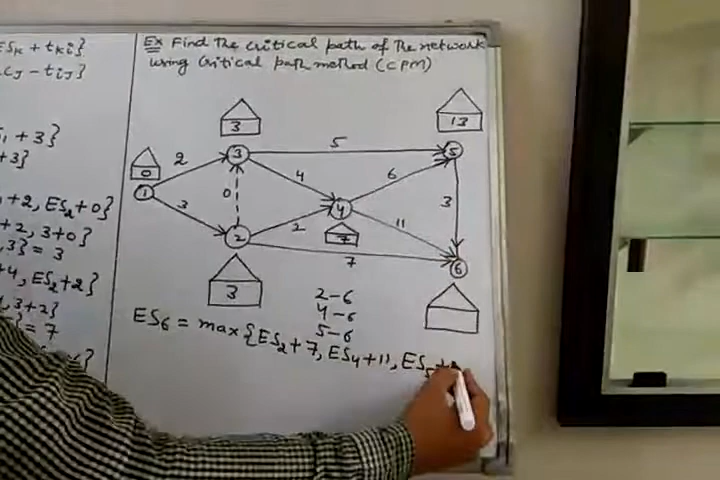 ESk + tki}
Cj - tij}
, + 3}
+3}
, +2, ES2+0}
+2, 3+0}
, 3} = 3
+4, ES2+2}
, 3+2}
} = 7
Ex Find the critical path of the network
using Critical path method (CPM)
3
13
0
5
2
3
5
4
6
1
0
4
3
3
11
2
2
7
7
6
3
2-6
4-6
5-6
ES6 = max{ES2+7, ES4+11, ES5+